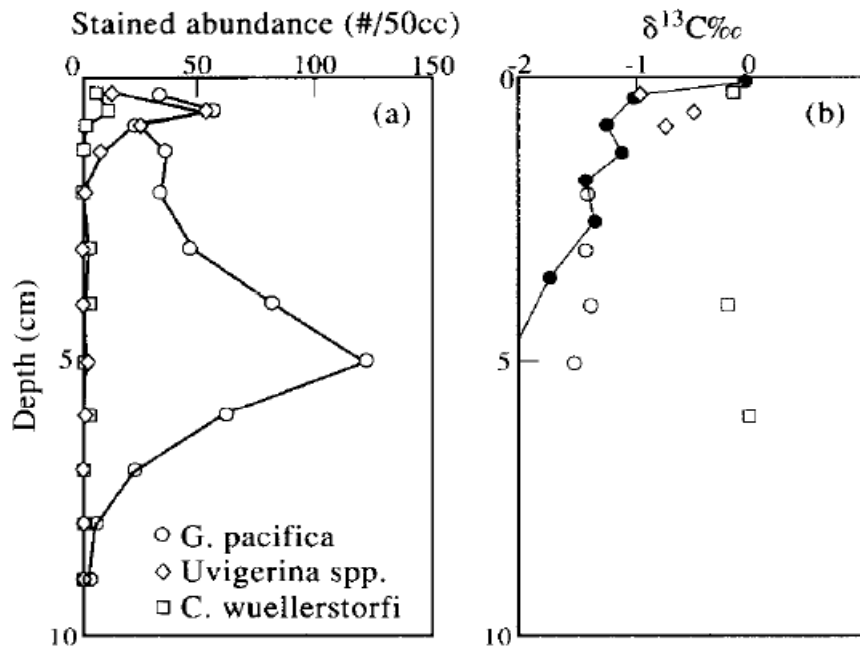 Stained abundance (#/50cc)
0 50 100 150
(a)
Depth (cm)
5
10
G. pacifica
Uvigerina spp.
C. wuellerstorfi
δ¹³C‰
-2 -1 0
0
(b)
5
10